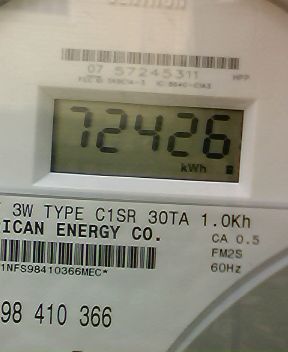 07 57245311 HPP
72426
kWh
3W TYPE C1SR 30TA 1.0Kh
ICAN ENERGY CO.
CA 0.5
FM2S
60Hz
1NFS98410366MEC*
98 410 366